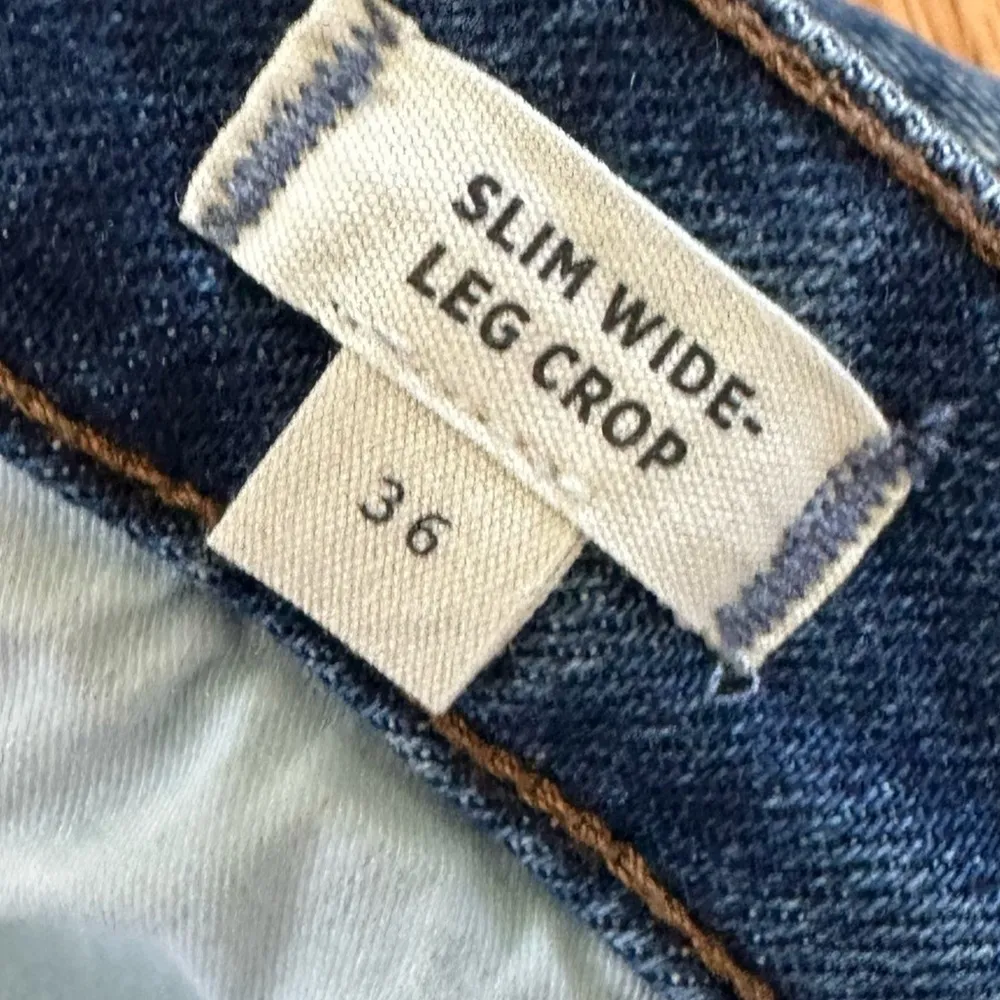 SLIM WIDE-
LEG CROP
36